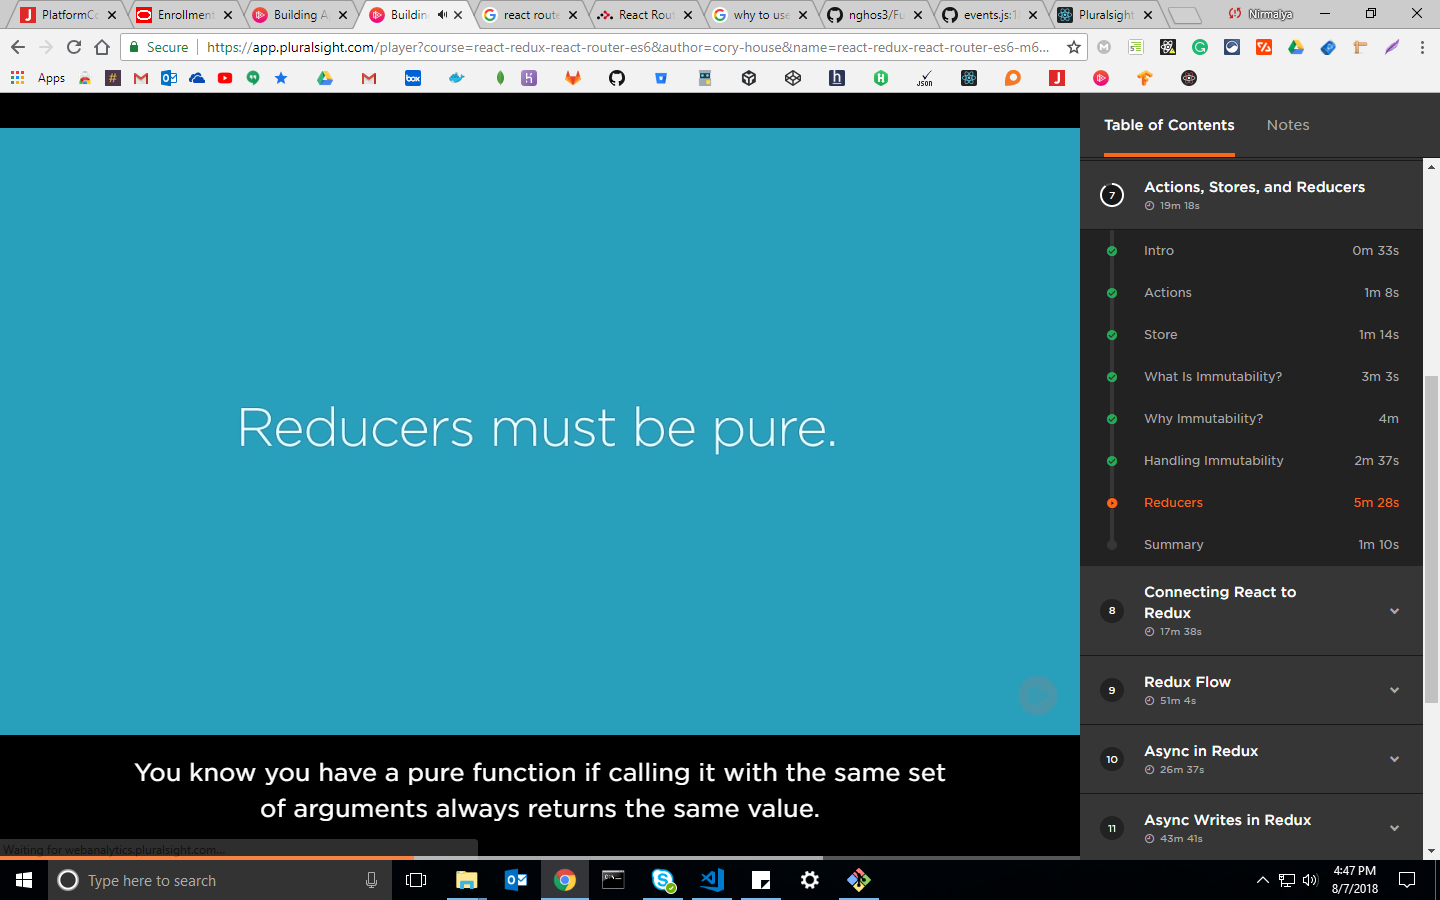 PlatformCo
Enrollment
Building A
Buildin
react route
React Rout
why to use
nghos3/Fu
events.js:1
Pluralsight
Nirmalya
Secure
https://app.pluralsight.com/player?course=react-redux-react-router-es6&author=cory-house&name=react-redux-react-router-es6-m6...
Apps
Table of Contents
Notes
7
Actions, Stores, and Reducers
19m 18s
Intro 0m 33s
Actions 1m 8s
Store 1m 14s
What Is Immutability? 3m 3s
Why Immutability? 4m
Handling Immutability 2m 37s
Reducers 5m 28s
Summary 1m 10s
8
Connecting React to
Redux
17m 38s
9
Redux Flow
51m 4s
10
Async in Redux
26m 37s
11
Async Writes in Redux
43m 41s
Reducers must be pure.
You know you have a pure function if calling it with the same set
of arguments always returns the same value.
Waiting for webanalytics.pluralsight.com...
Type here to search
4:47 PM
8/7/2018